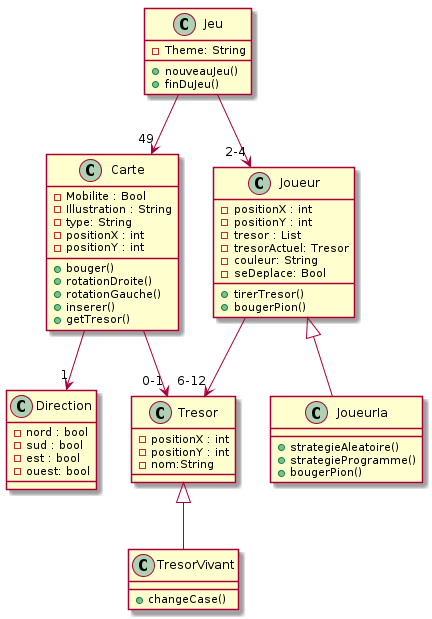 C Jeu
Theme: String
nouveauJeu()
finDuJeu()
49
2-4
C Carte
Mobilite : Bool
Illustration : String
type: String
positionX : int
positionY : int
bouger()
rotationDroite()
rotationGauche()
inserer()
getTresor()
C Joueur
positionX : int
positionY : int
tresor : List
tresorActuel: Tresor
couleur: String
seDeplace: Bool
tirerTresor()
bougerPion()
1
0-1
6-12
C Direction
nord : bool
sud : bool
est : bool
ouest: bool
C Tresor
positionX : int
positionY : int
nom:String
C JoueurIa
strategieAleatoire()
strategieProgramme()
bougerPion()
C TresorVivant
changeCase()